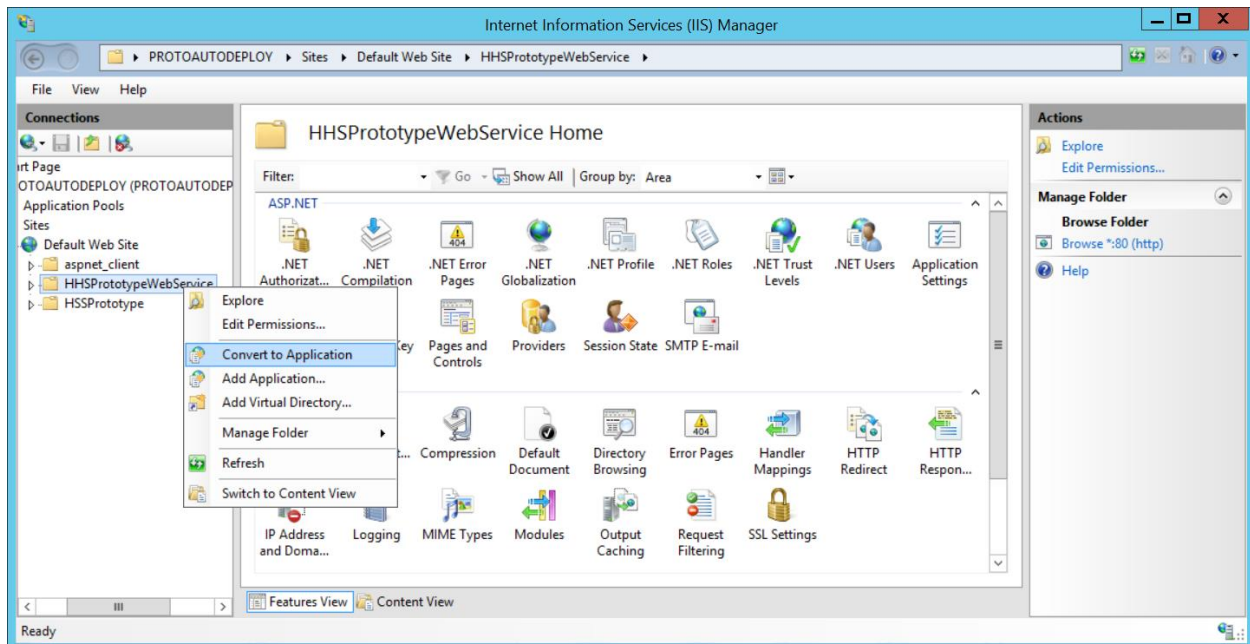 Internet Information Services (IIS) Manager
PROTOAUTODEPLOY Sites Default Web Site HHSPrototypeWebService
File View Help
Connections
irt Page
OTOAUTODEPLOY (PROTOAUTODEP
Application Pools
Sites
Default Web Site
aspnet_client
HHSPrototypeWebService
HSSPrototype
Explore
Edit Permissions...
Convert to Application
Add Application...
Add Virtual Directory...
Manage Folder
Refresh
Switch to Content View
HHSPrototypeWebService Home
Filter: Go Show All Group by: Area
ASP.NET
.NET Authorizat...
.NET Compilation
.NET Error Pages
.NET Globalization
.NET Profile
.NET Roles
.NET Trust Levels
.NET Users
Application Settings
Key
Pages and Controls
Providers
Session State
SMTP E-mail
Compression
Default Document
Directory Browsing
Error Pages
Handler Mappings
HTTP Redirect
HTTP Respon...
IP Address and Doma...
Logging
MIME Types
Modules
Output Caching
Request Filtering
SSL Settings
Features View Content View
Actions
Explore
Edit Permissions...
Manage Folder
Browse Folder
Browse *:80 (http)
Help
Ready